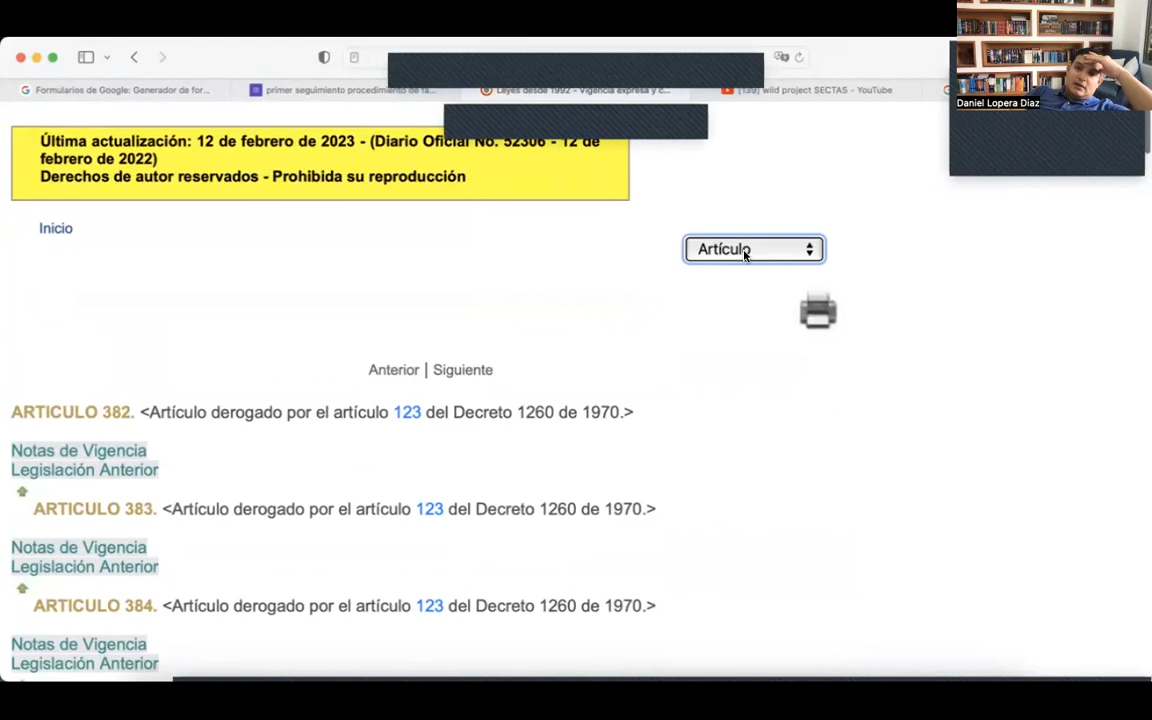 Daniel Lopera Diaz
Formularios de Google: Generador de for...
primer seguimiento procedimiento de fa...
Leyes desde 1992 - Vigencia expresa y c...
(139) wild project SECTAS - YouTube
Última actualización: 12 de febrero de 2023 - (Diario Oficial No. 52306 - 12 de
febrero de 2022)
Derechos de autor reservados - Prohibida su reproducción
Inicio
Artículo
Anterior | Siguiente
ARTICULO 382. <Artículo derogado por el artículo 123 del Decreto 1260 de 1970.>
Notas de Vigencia
Legislación Anterior
ARTICULO 383. <Artículo derogado por el artículo 123 del Decreto 1260 de 1970.>
Notas de Vigencia
Legislación Anterior
ARTICULO 384. <Artículo derogado por el artículo 123 del Decreto 1260 de 1970.>
Notas de Vigencia
Legislación Anterior